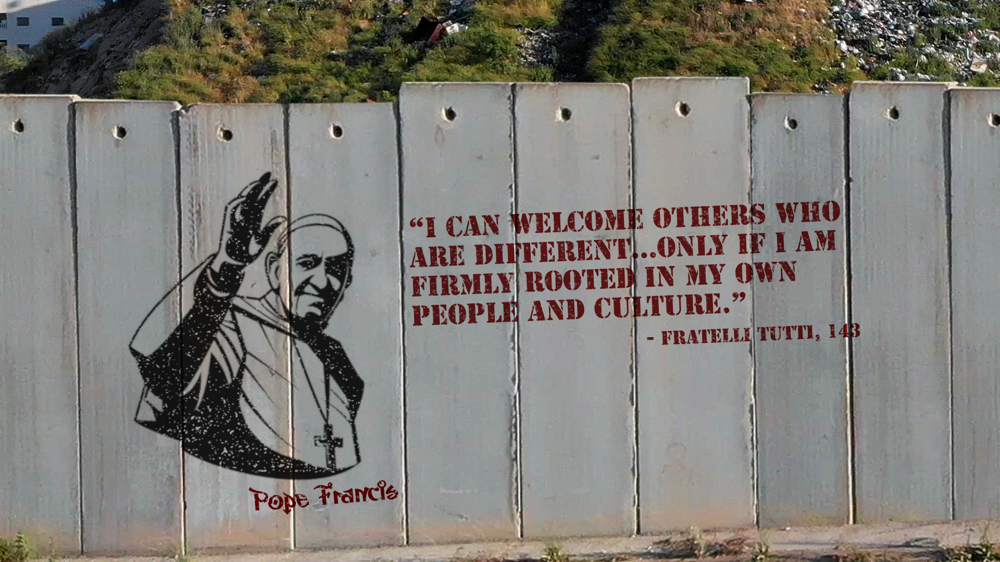 “I CAN WELCOME OTHERS WHO
ARE DIFFERENT...ONLY IF I AM
FIRMLY ROOTED IN MY OWN
PEOPLE AND CULTURE.”
- FRATELLI TUTTI, 143
Pope Francis